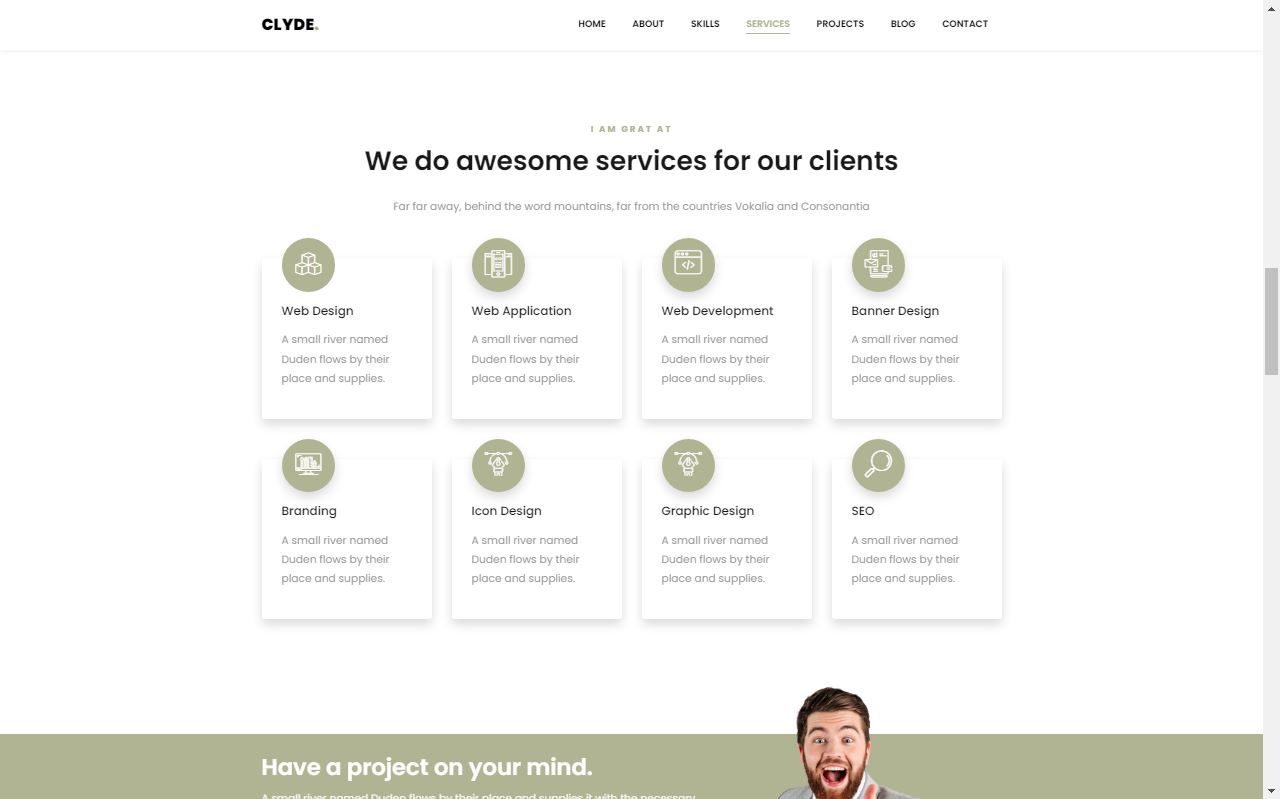 CLYDE.
HOME ABOUT SKILLS SERVICES PROJECTS BLOG CONTACT
I AM GRAT AT
We do awesome services for our clients
Far far away, behind the word mountains, far from the countries Vokalia and Consonantia
Web Design
A small river named
Duden flows by their
place and supplies.
Web Application
A small river named
Duden flows by their
place and supplies.
Web Development
A small river named
Duden flows by their
place and supplies.
Banner Design
A small river named
Duden flows by their
place and supplies.
Branding
A small river named
Duden flows by their
place and supplies.
Icon Design
A small river named
Duden flows by their
place and supplies.
Graphic Design
A small river named
Duden flows by their
place and supplies.
SEO
A small river named
Duden flows by their
place and supplies.
Have a project on your mind.
A small river named Duden flows by their place and supplies it with the necessary